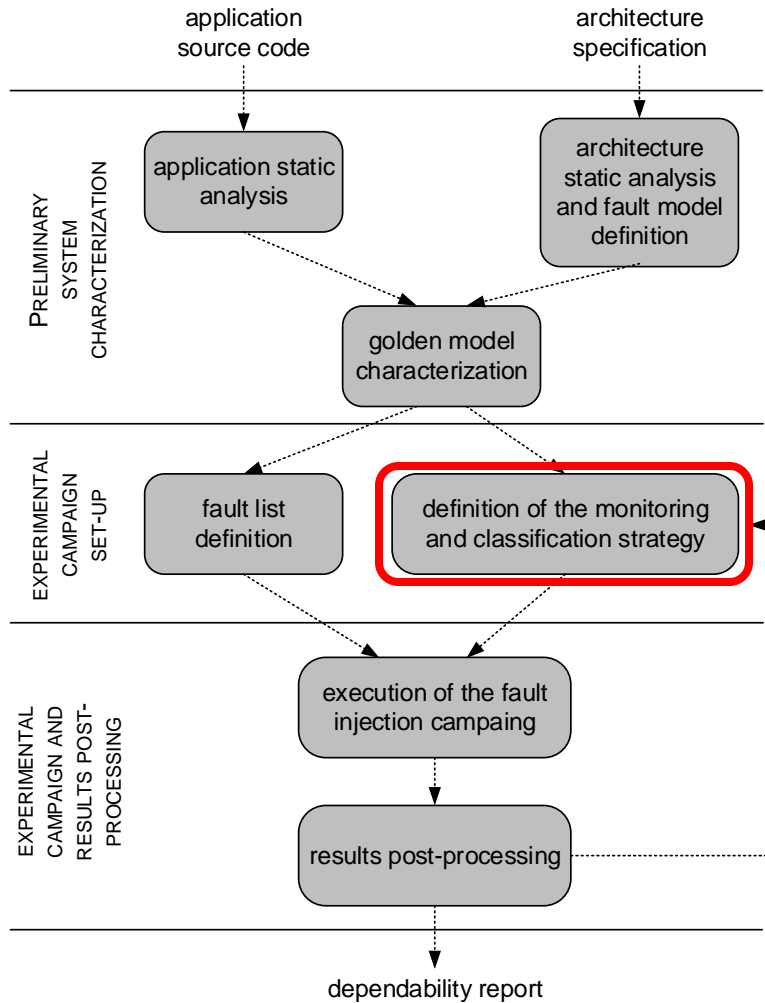 application
source code
architecture
specification
PRELIMINARY
SYSTEM
CHARACTERIZATION
application static
analysis
architecture
static analysis
and fault model
definition
golden model
characterization
EXPERIMENTAL
CAMPAIGN
SET-UP
fault list
definition
definition of the monitoring
and classification strategy
EXPERIMENTAL
CAMPAIGN AND
RESULTS POST-
PROCESSING
execution of the fault
injection campaing
results post-processing
dependability report